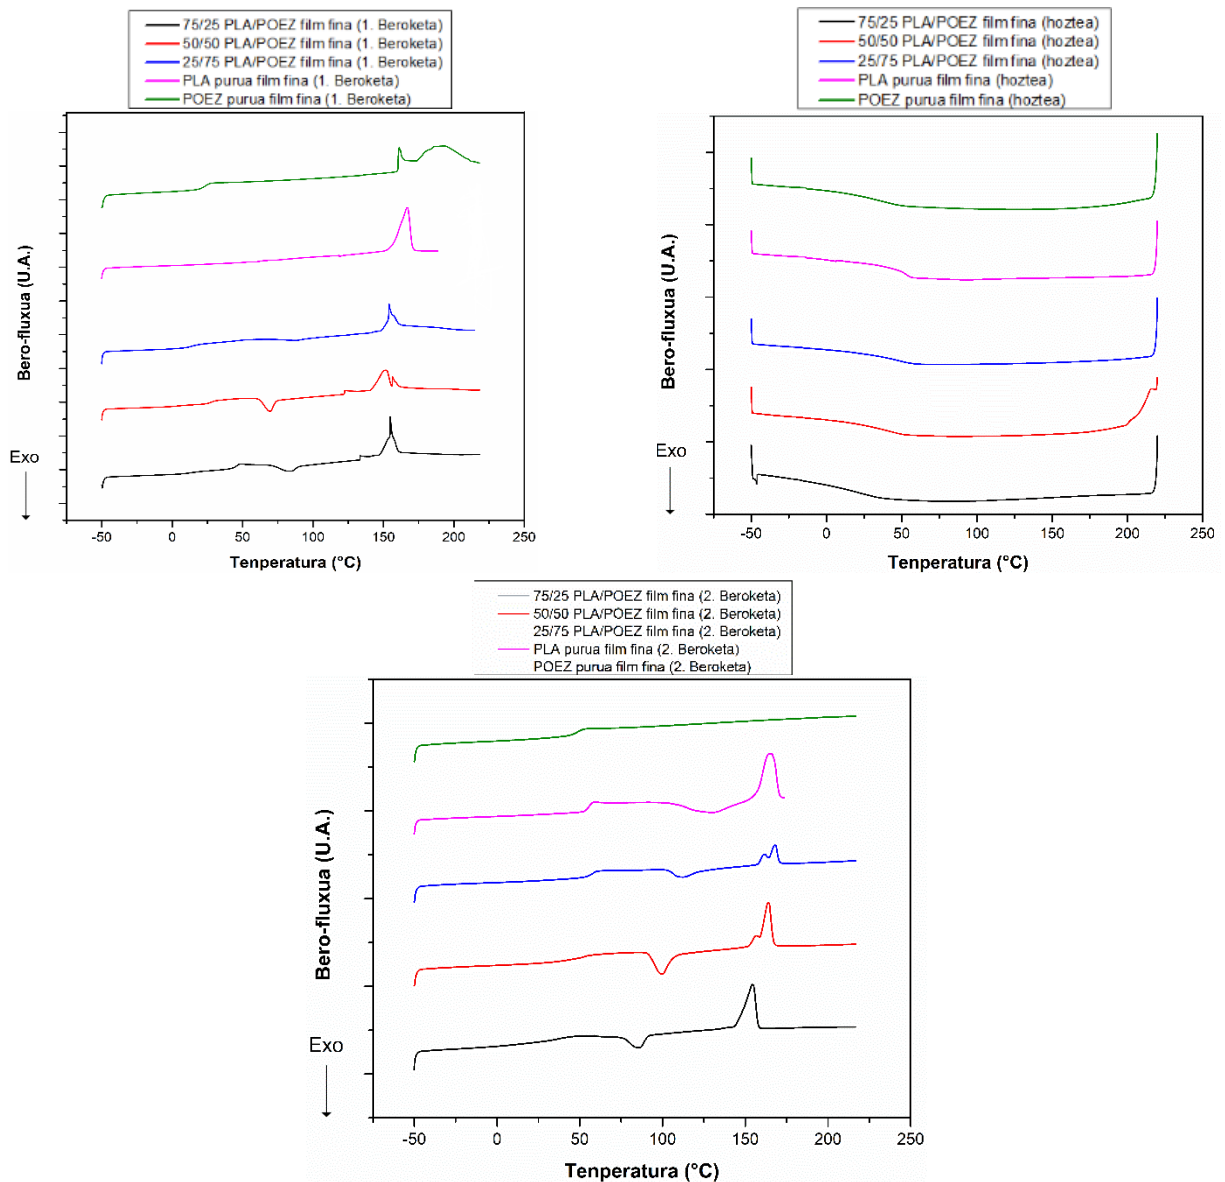 75/25 PLA/POEZ film fina (1. Beroketa)
50/50 PLA/POEZ film fina (1. Beroketa)
25/75 PLA/POEZ film fina (1. Beroketa)
PLA purua film fina (1. Beroketa)
POEZ purua film fina (1. Beroketa)
Bero-fluxua (U.A.)
Exo
-50 0 50 100 150 200 250
Tenperatura (°C)
75/25 PLA/POEZ film fina (hoztea)
50/50 PLA/POEZ film fina (hoztea)
25/75 PLA/POEZ film fina (hoztea)
PLA purua film fina (hoztea)
POEZ purua film fina (hoztea)
Bero-fluxua (U.A.)
Exo
-50 0 50 100 150 200 250
Tenperatura (°C)
75/25 PLA/POEZ film fina (2. Beroketa)
50/50 PLA/POEZ film fina (2. Beroketa)
25/75 PLA/POEZ film fina (2. Beroketa)
PLA purua film fina (2. Beroketa)
POEZ purua film fina (2. Beroketa)
Bero-fluxua (U.A.)
Exo
-50 0 50 100 150 200 250
Tenperatura (°C)